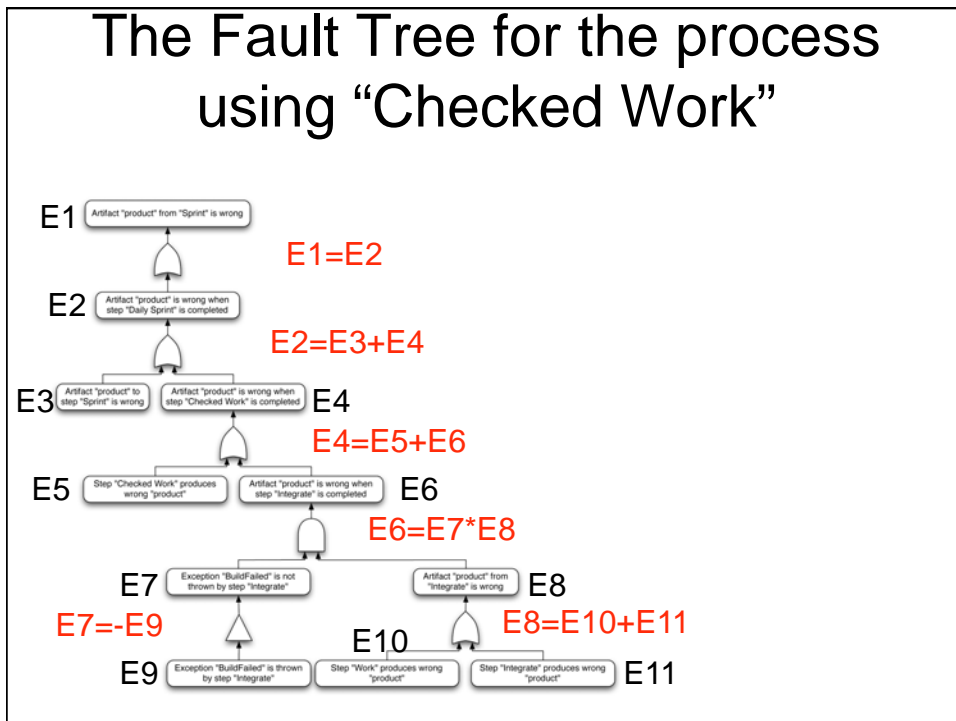 The Fault Tree for the process
using “Checked Work”
E1
Artifact "product" from "Sprint" is wrong
E1=E2
E2
Artifact "product" is wrong when
step "Daily Sprint" is completed
E2=E3+E4
E3
Artifact "product" to
step "Sprint" is wrong
Artifact "product" is wrong when
step "Checked Work" is completed
E4
E4=E5+E6
E5
Step "Checked Work" produces
wrong "product"
Artifact "product" is wrong when
step "Integrate" is completed
E6
E6=E7*E8
E7
Exception "BuildFailed" is not
thrown by step "Integrate"
Artifact "product" from
"Integrate" is wrong
E8
E7=-E9
E8=E10+E11
E10
E9
Exception "BuildFailed" is thrown
by step "Integrate"
Step "Work" produces wrong
"product"
Step "Integrate" produces wrong
"product"
E11